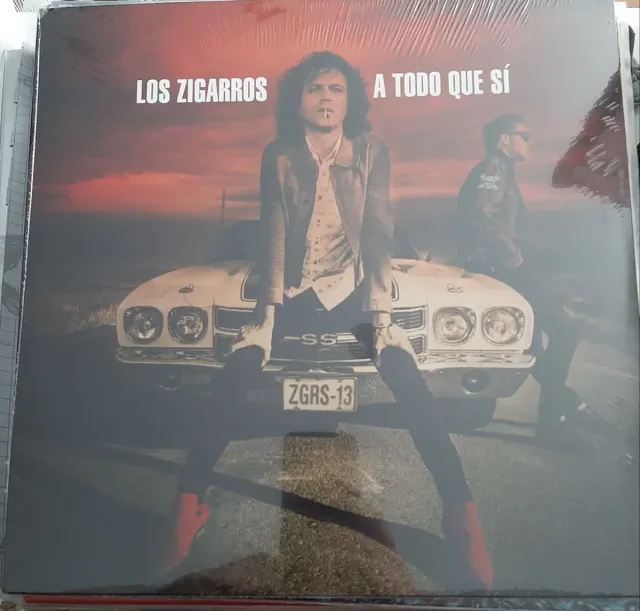 LOS ZIGARROS
A TODO QUE SÍ
SS
ZGRS-13